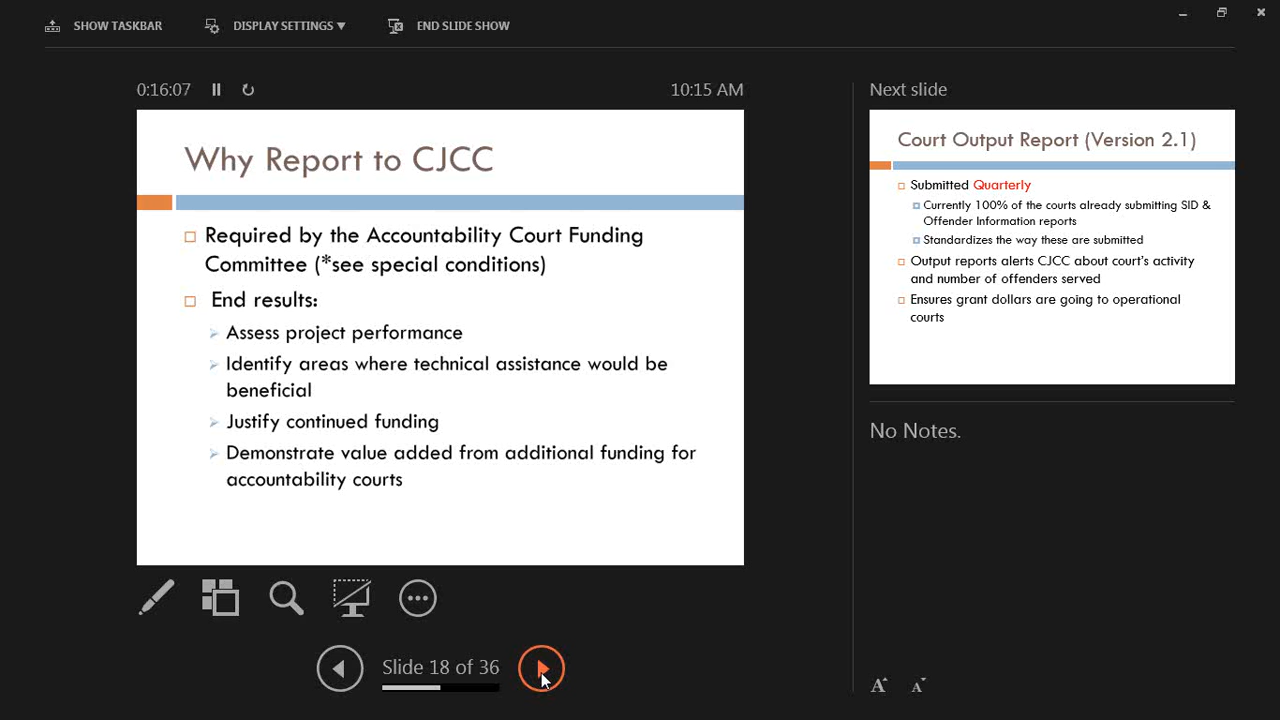 SHOW TASKBAR
DISPLAY SETTINGS ▼
END SLIDE SHOW
0:16:07
10:15 AM
Why Report to CJCC
Required by the Accountability Court Funding
Committee (*see special conditions)
End results:
Assess project performance
Identify areas where technical assistance would be
beneficial
Justify continued funding
Demonstrate value added from additional funding for
accountability courts
Slide 18 of 36
Next slide
Court Output Report (Version 2.1)
Submitted Quarterly
Currently 100% of the courts already submitting SID &
Offender Information reports
Standardizes the way these are submitted
Output reports alerts CJCC about court's activity
and number of offenders served
Ensures grant dollars are going to operational
courts
No Notes.
A A